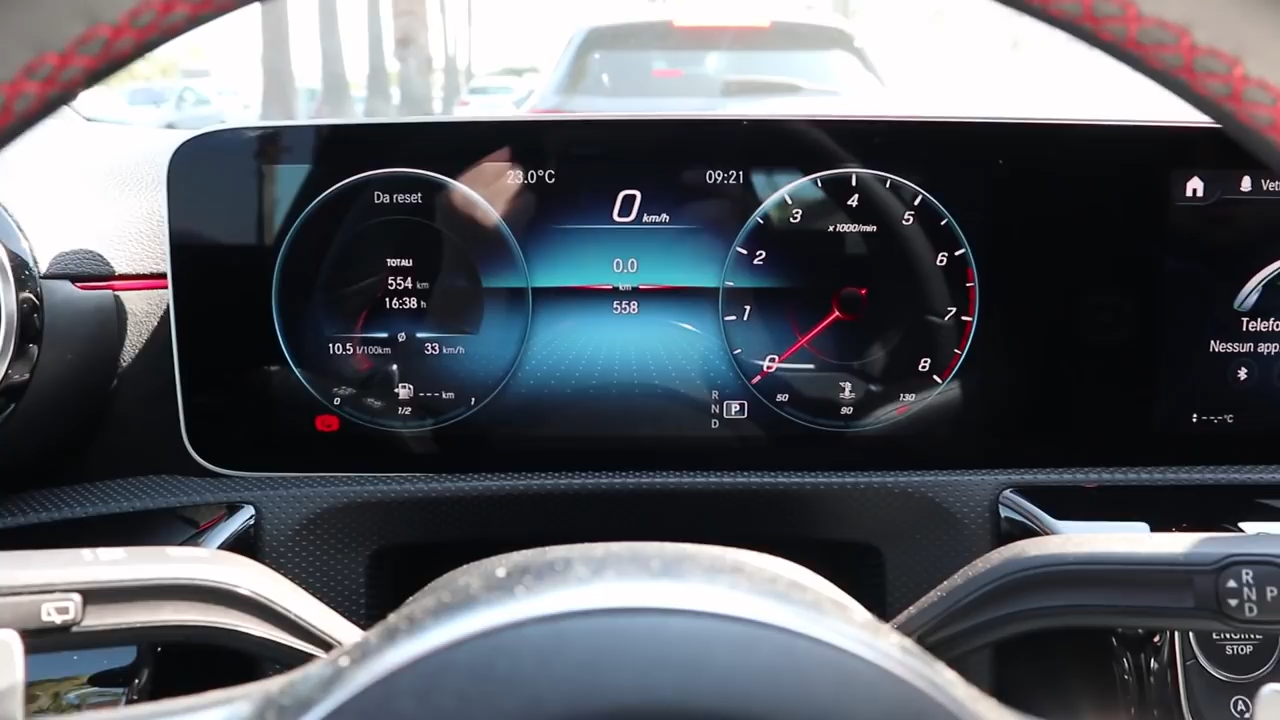 Da reset
TOTALI
554 km
16:38 h
ø
10.5 l/100km 33 km/h
--- km
0 1/2 1
23.0°C 09:21
0 km/h
0.0
km
558
R
N P
D
0 1 2 3 4 5 6 7 8
x 1000/min
50 90 130
Vet
Telefo
Nessun app
--.-°C
R
N P
D
ENGINE
STOP
A